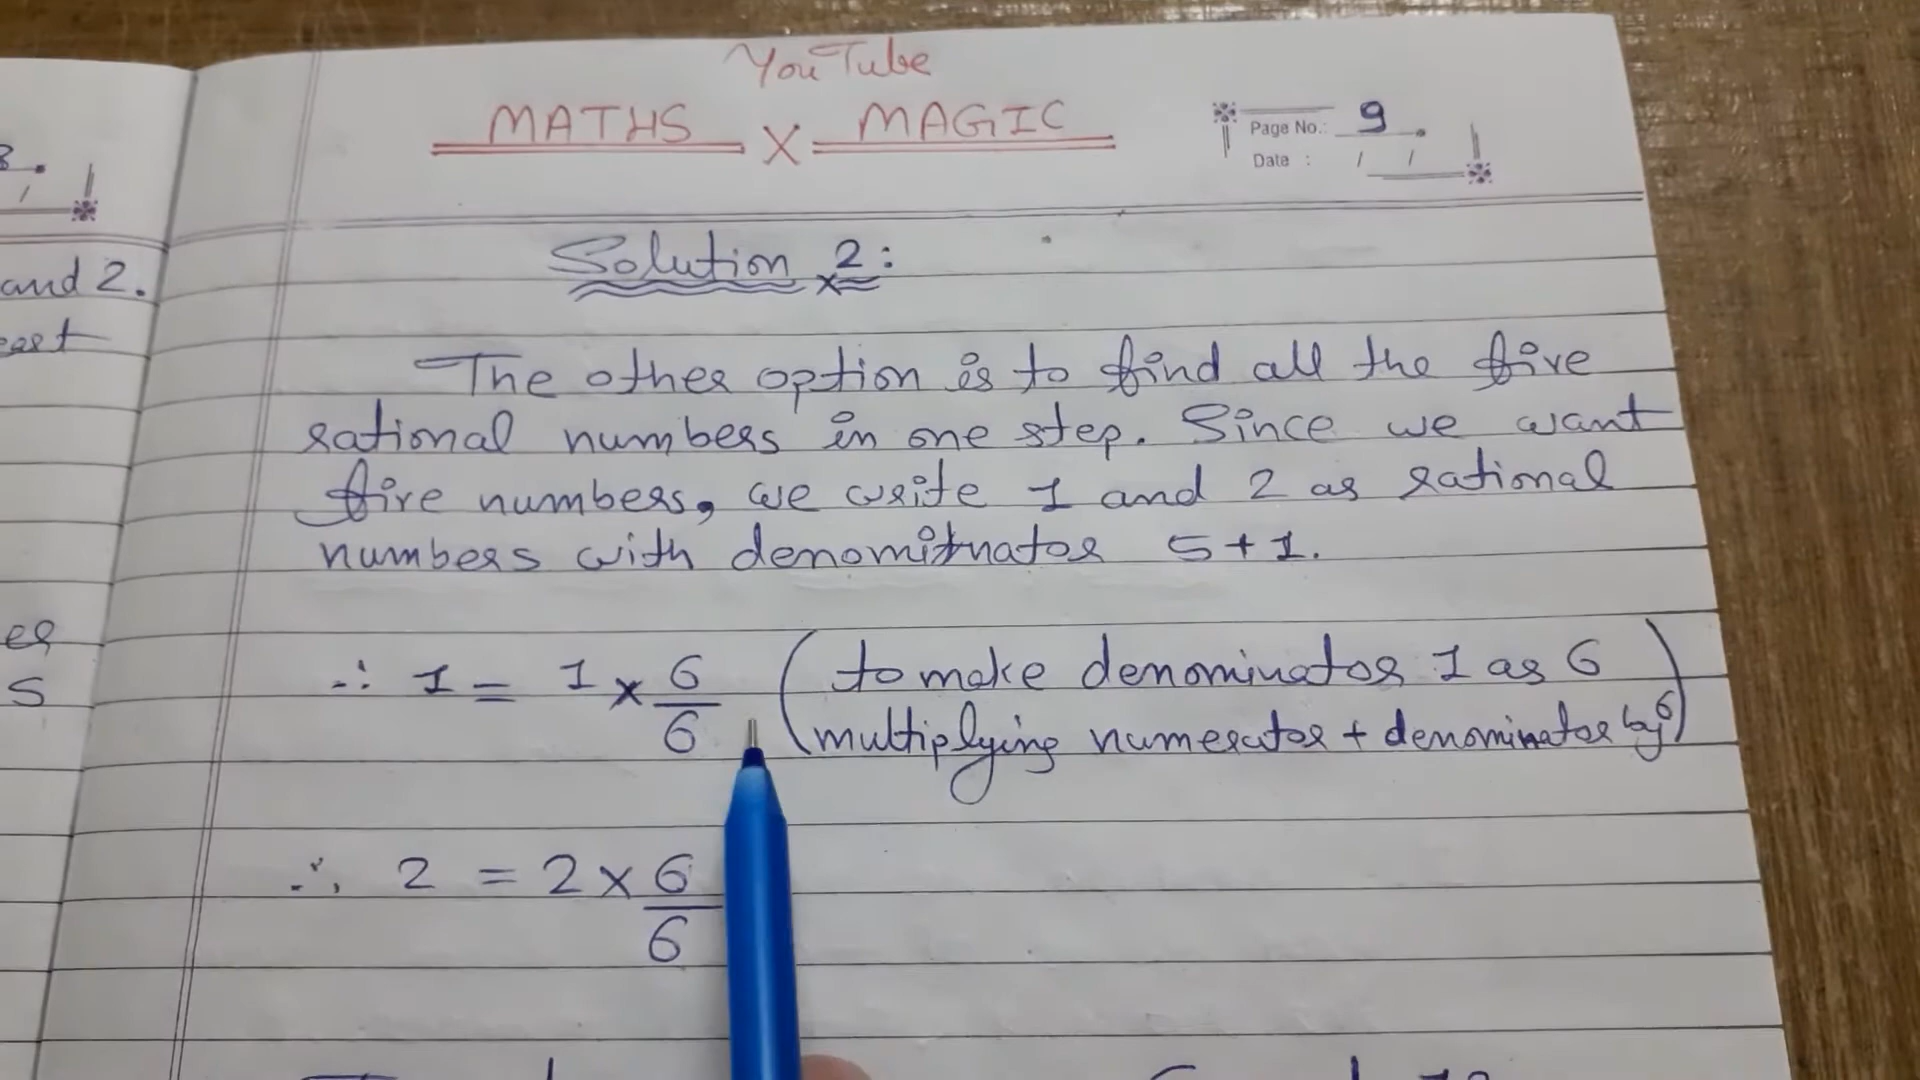 and 2.
er
s
YouTube
MATHS X MAGIC
Page No.: 9
Date : / /
Solution 2:
The other option is to find all the five
rational numbers in one step. Since we want
five numbers, we write 1 and 2 as rational
numbers with denominator 5+1.
∴ 1 = 1 × 6/6 (to make denominator 1 as 6
multiplying numerator + denominator by 6)
∴ 2 = 2 × 6/6